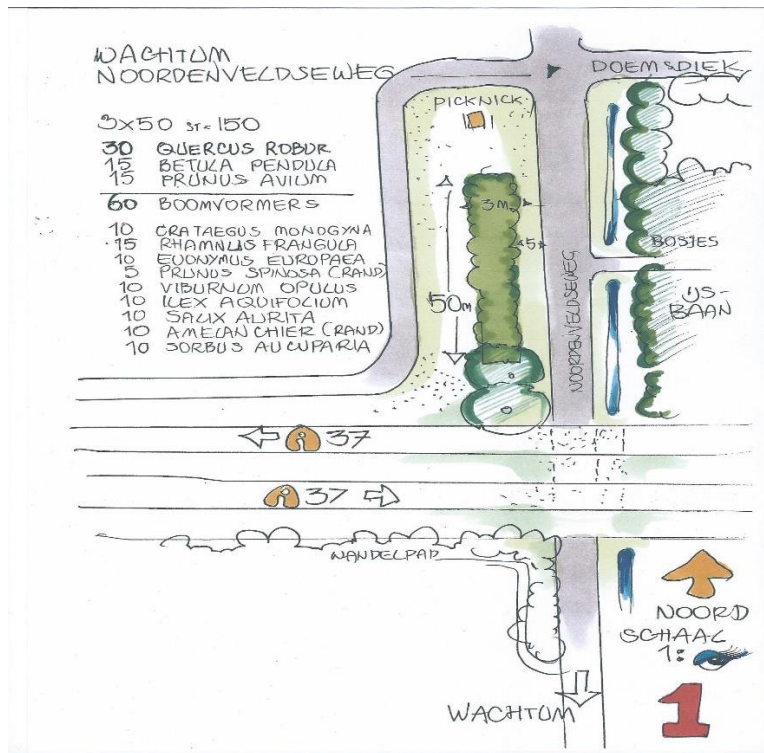 WACHTUM
NOORDENVELDSEWEG
3x50 ST = 150
30 QUERCUS ROBUR
15 BETULA PENDULA
15 PRUNUS AVIUM
60 BOOMVORMERS
10 CRATAEGUS MONOGYNA
15 RHAMNUS FRANGULA
10 EUONYMUS EUROPAEA
5 PRUNUS SPINOSA (RAND)
10 VIBURNUM OPULUS
10 ILEX AQUIFOLIUM
10 SALIX AURITA
10 AMELANCHIER (RAND)
10 SORBUS AUCUPARIA
DOEMSDIEK
PICKNICK
3m
5
50m
NOORDENVELDSEWEG
BOSJES
IJS-
BAAN
37
37
WANDELPAD
WACHTUM
NOORD
SCHAAL
1:
1